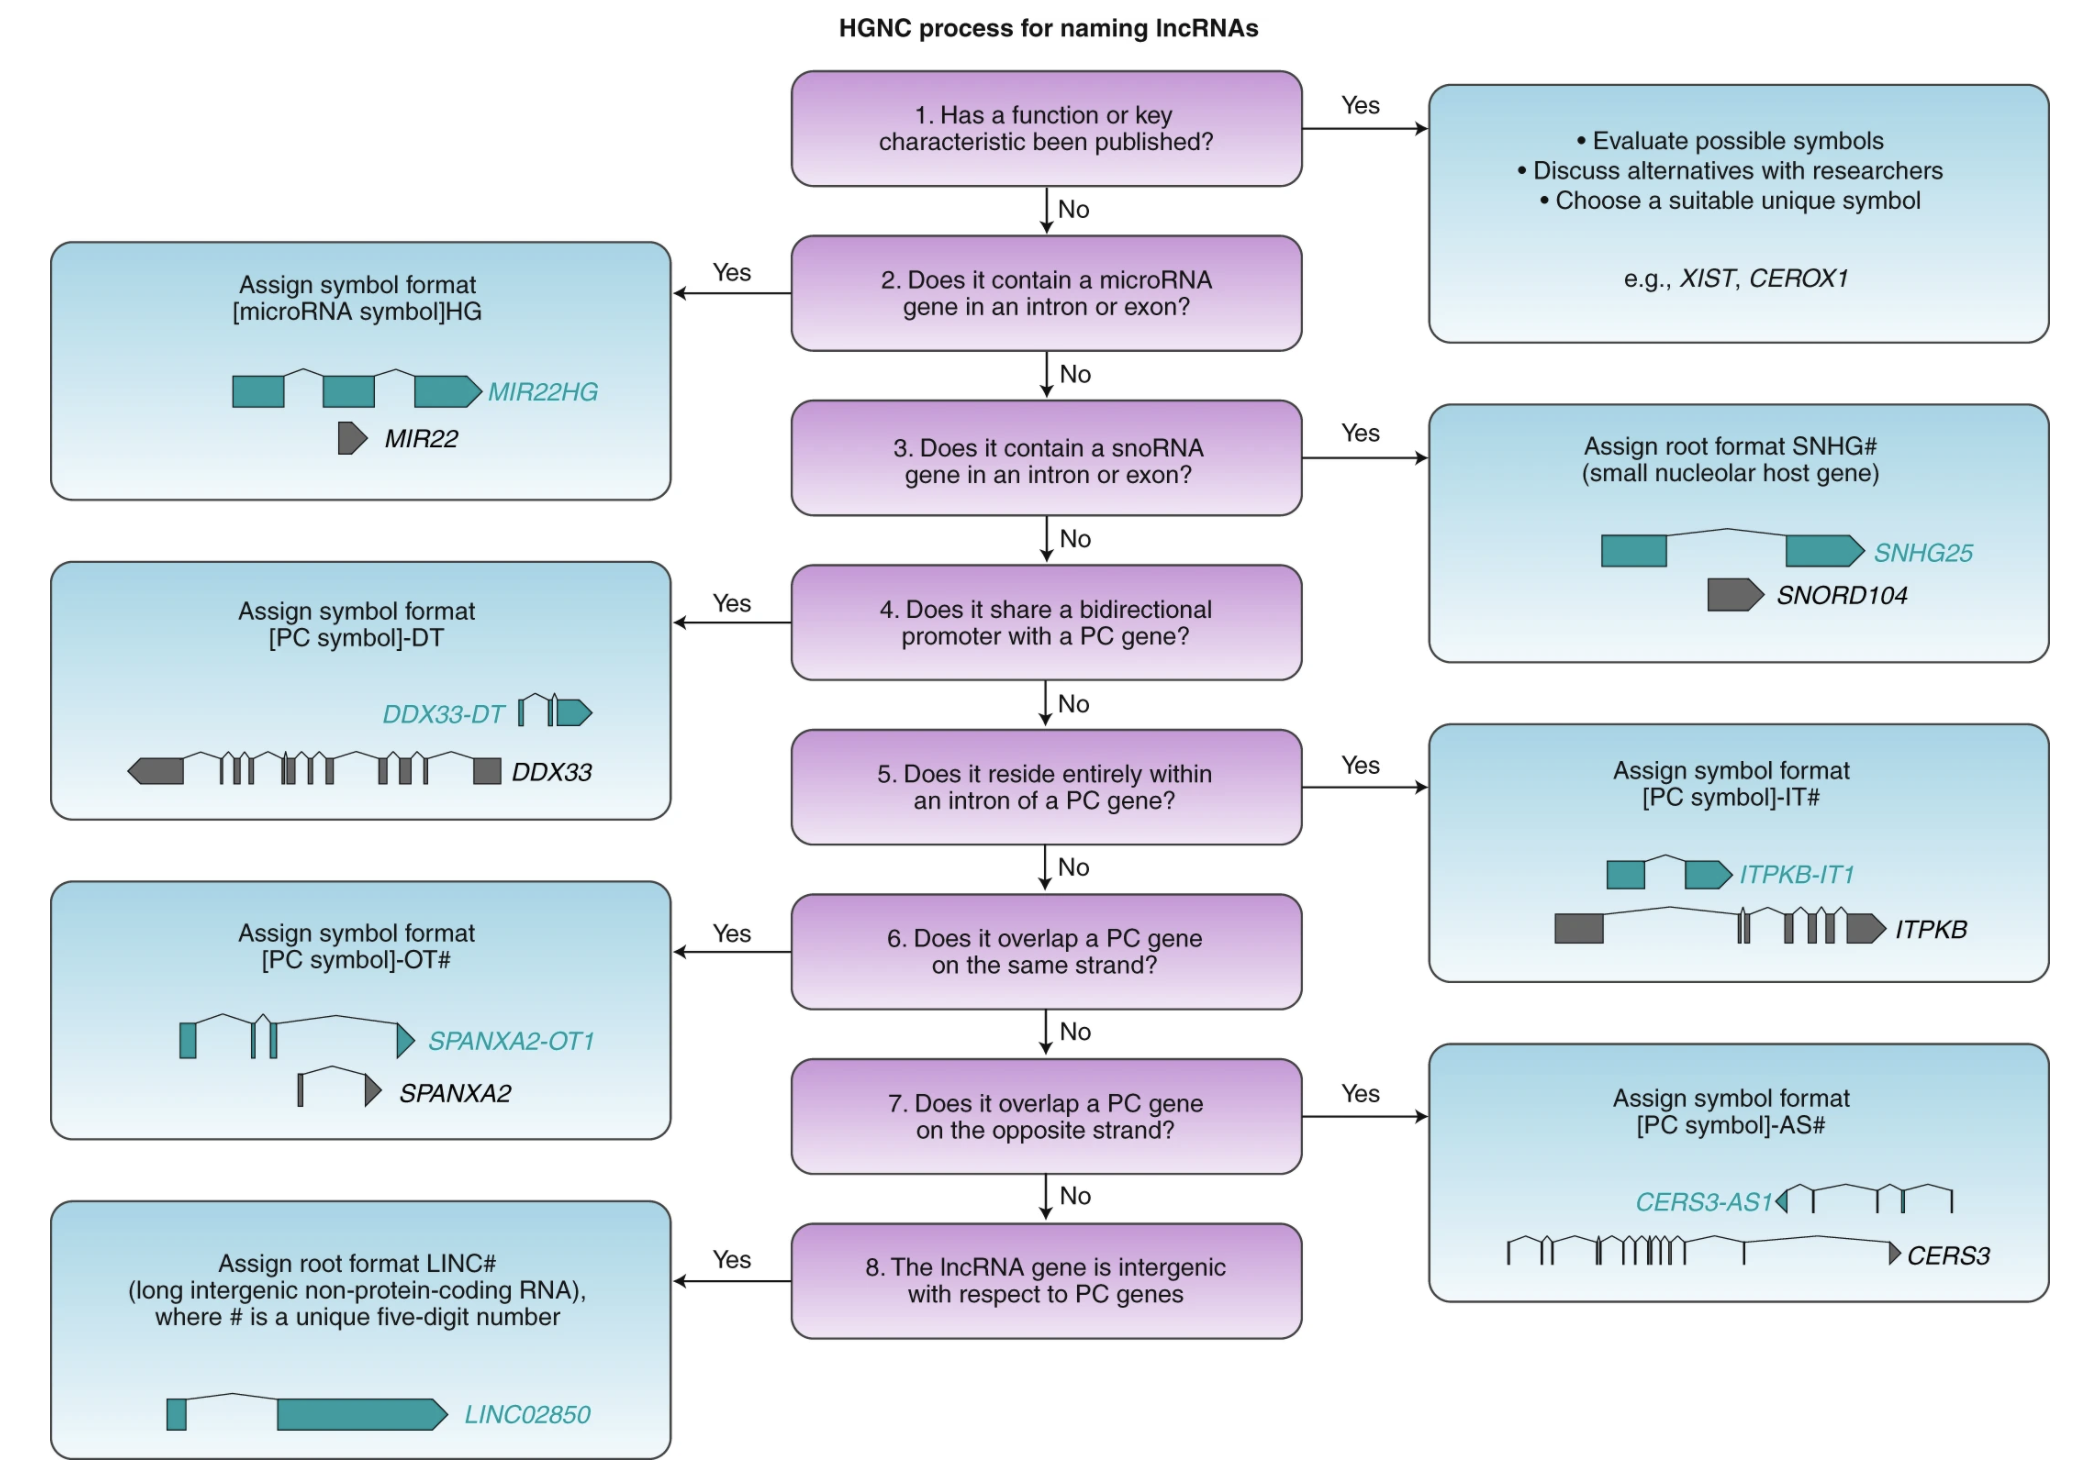 HGNC process for naming lncRNAs
1. Has a function or key
characteristic been published?
Yes
• Evaluate possible symbols
• Discuss alternatives with researchers
• Choose a suitable unique symbol
e.g., XIST, CEROX1
No
2. Does it contain a microRNA
gene in an intron or exon?
Yes
Assign symbol format
[microRNA symbol]HG
MIR22HG
MIR22
No
3. Does it contain a snoRNA
gene in an intron or exon?
Yes
Assign root format SNHG#
(small nucleolar host gene)
SNHG25
SNORD104
No
4. Does it share a bidirectional
promoter with a PC gene?
Yes
Assign symbol format
[PC symbol]-DT
DDX33-DT
DDX33
No
5. Does it reside entirely within
an intron of a PC gene?
Yes
Assign symbol format
[PC symbol]-IT#
ITPKB-IT1
ITPKB
No
6. Does it overlap a PC gene
on the same strand?
Yes
Assign symbol format
[PC symbol]-OT#
SPANXA2-OT1
SPANXA2
No
7. Does it overlap a PC gene
on the opposite strand?
Yes
Assign symbol format
[PC symbol]-AS#
CERS3-AS1
CERS3
No
8. The lncRNA gene is intergenic
with respect to PC genes
Yes
Assign root format LINC#
(long intergenic non-protein-coding RNA),
where # is a unique five-digit number
LINC02850